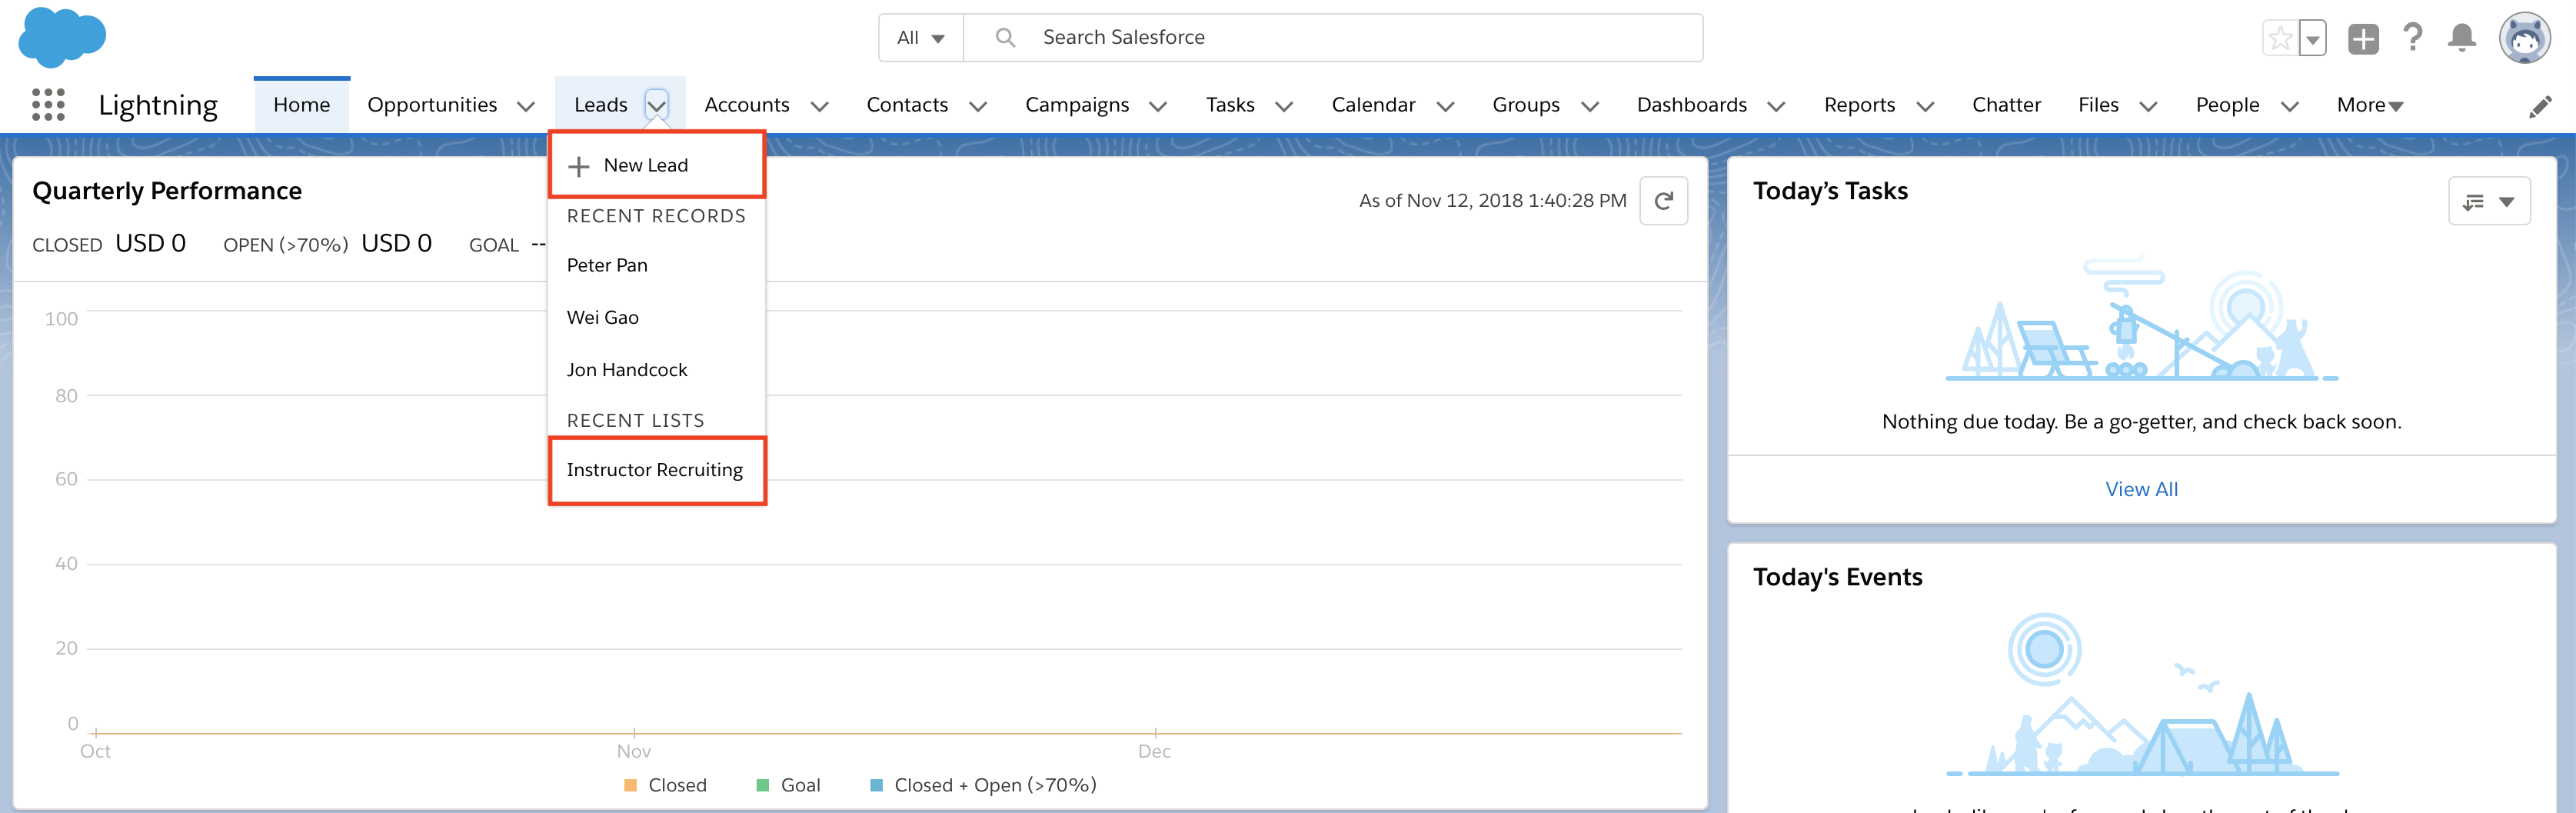 All
Search Salesforce
Lightning
Home
Opportunities
Leads
Accounts
Contacts
Campaigns
Tasks
Calendar
Groups
Dashboards
Reports
Chatter
Files
People
More
New Lead
RECENT RECORDS
Peter Pan
Wei Gao
Jon Handcock
RECENT LISTS
Instructor Recruiting
Quarterly Performance
As of Nov 12, 2018 1:40:28 PM
CLOSED USD 0 OPEN (>70%) USD 0 GOAL --
100
80
60
40
20
0
Oct Nov Dec
Closed Goal Closed + Open (>70%)
Today’s Tasks
Nothing due today. Be a go-getter, and check back soon.
View All
Today's Events